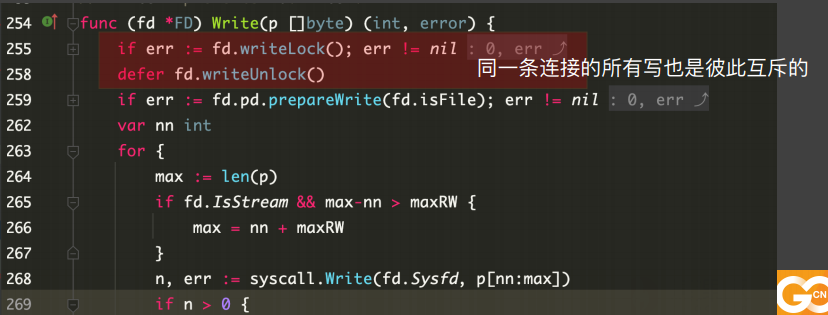 254 func (fd *FD) Write(p []byte) (int, error) {
255 if err := fd.writeLock(); err != nil : 0, err ⤴
258 defer fd.writeUnlock()
同一条连接的所有写也是彼此互斥的
259 if err := fd.pd.prepareWrite(fd.isFile); err != nil : 0, err ⤴
262 var nn int
263 for {
264 max := len(p)
265 if fd.IsStream && max-nn > maxRW {
266 max = nn + maxRW
267 }
268 n, err := syscall.Write(fd.Sysfd, p[nn:max])
269 if n > 0 {
GO CN